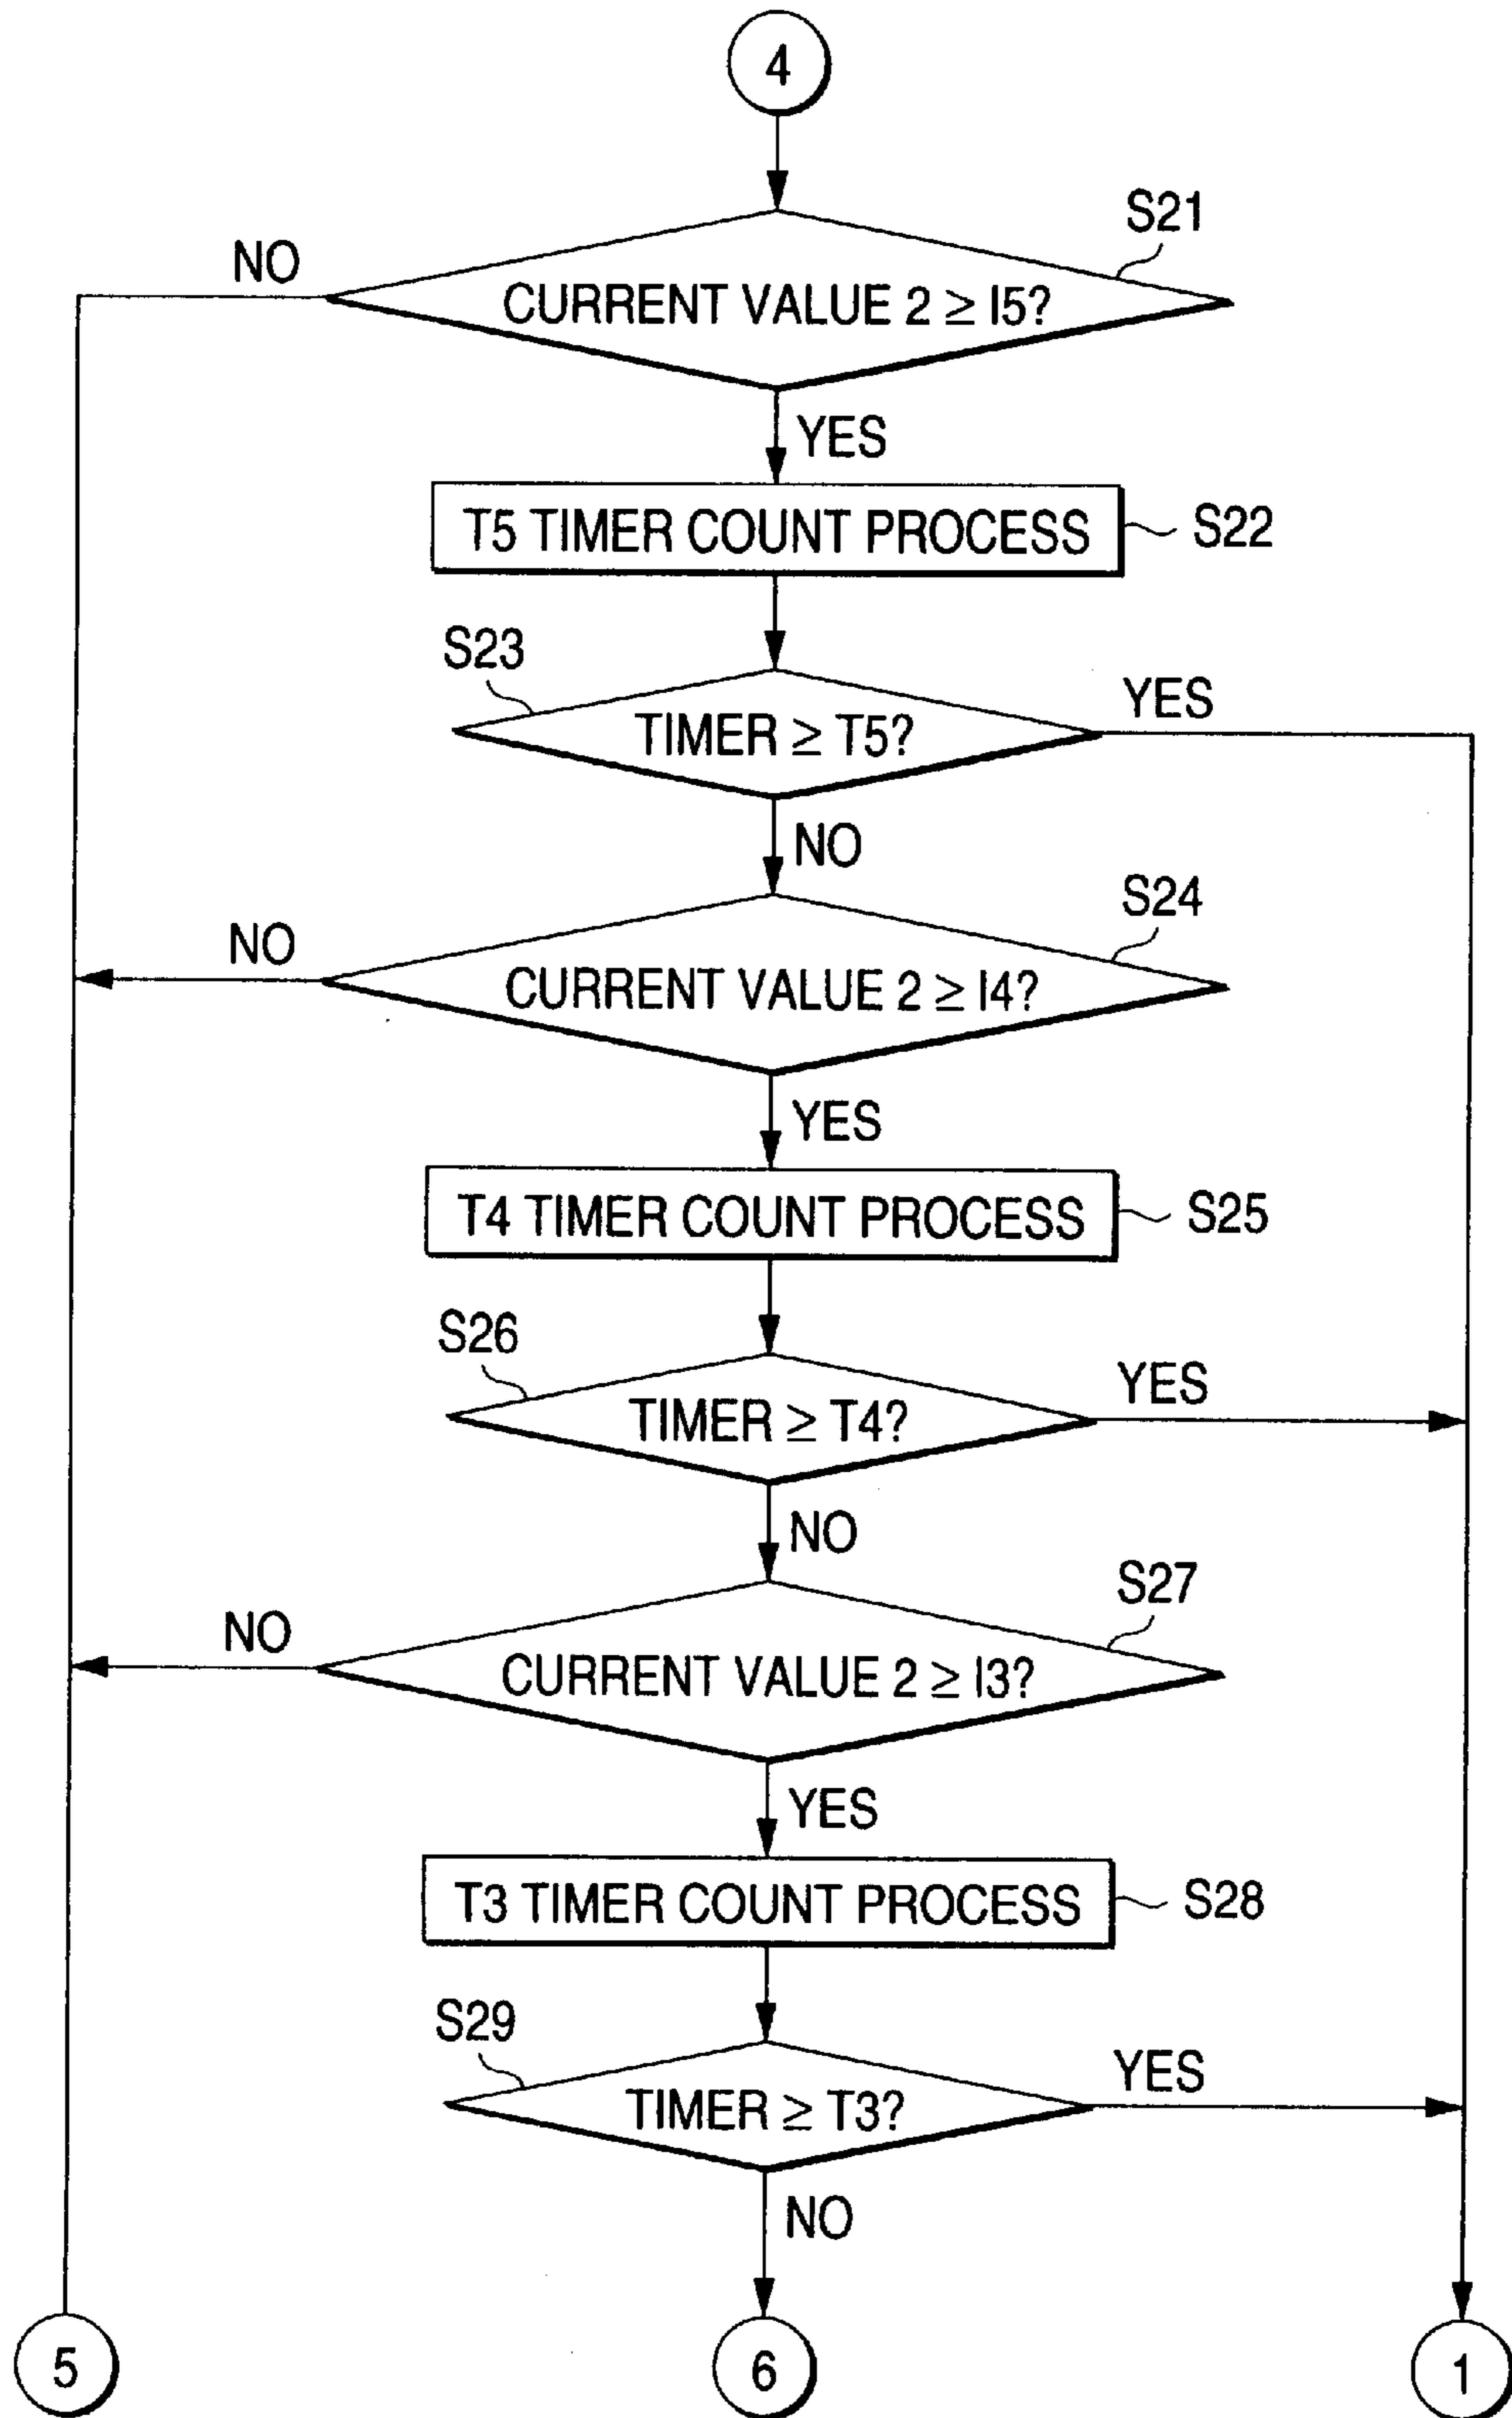 4
S21
NO
CURRENT VALUE 2 ≥ I5?
YES
T5 TIMER COUNT PROCESS
S22
S23
YES
TIMER ≥ T5?
NO
S24
NO
CURRENT VALUE 2 ≥ I4?
YES
T4 TIMER COUNT PROCESS
S25
S26
YES
TIMER ≥ T4?
NO
S27
NO
CURRENT VALUE 2 ≥ I3?
YES
T3 TIMER COUNT PROCESS
S28
S29
YES
TIMER ≥ T3?
NO
5
6
1